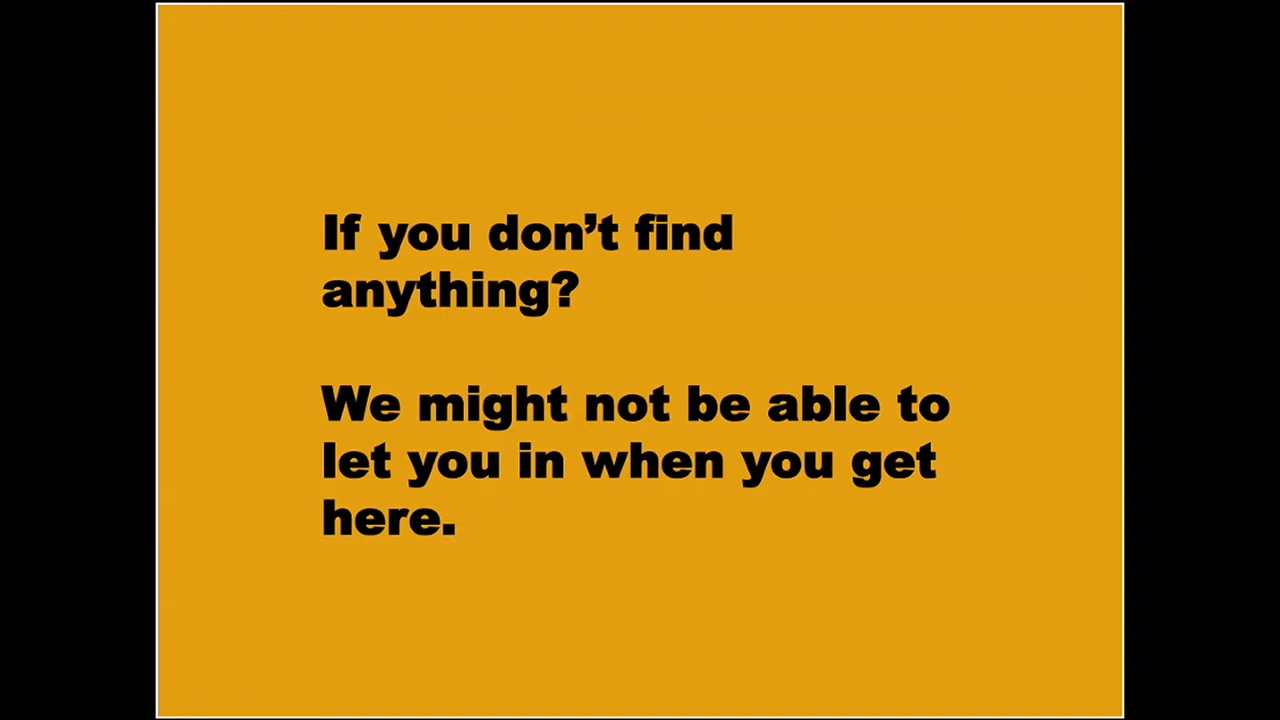 If you don’t find
anything?
We might not be able to
let you in when you get
here.